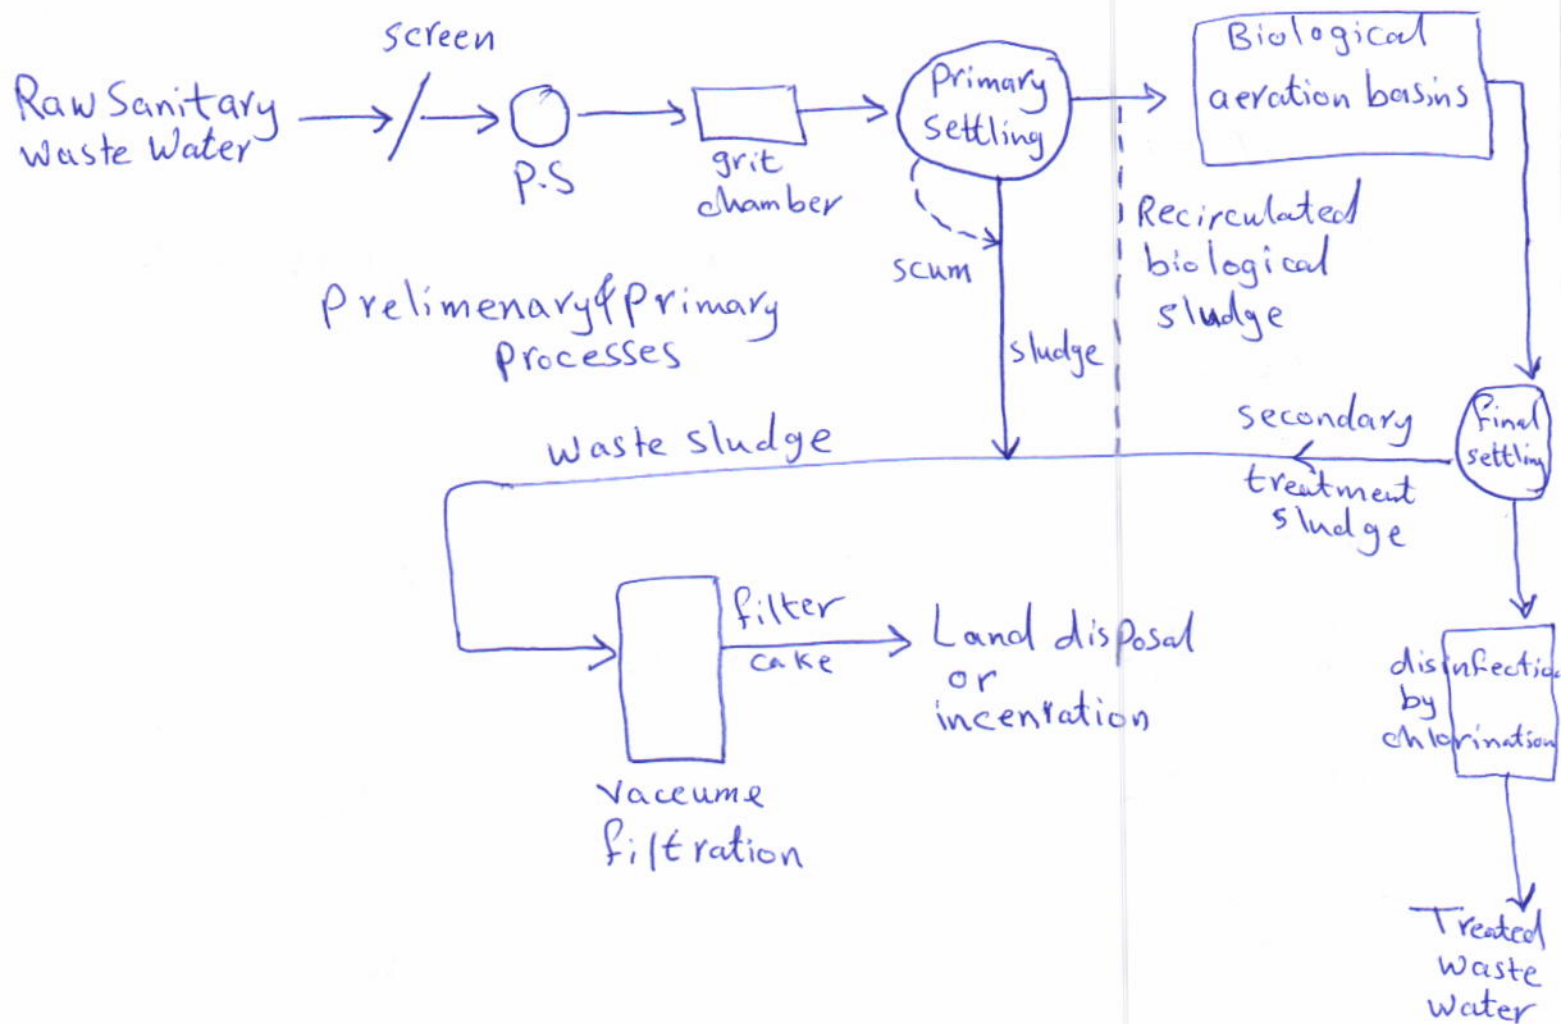 screen
Raw Sanitary
waste Water
P.S
grit
chamber
Primary
settling
Biological
aeration basins
scum
sludge
Recirculated
biological
sludge
Prelimenary & Primary
Processes
waste sludge
secondary
treatment
sludge
Final
settling
filter
cake
Land disposal
or
incenration
Vaceume
filtration
disinfection
by
chlorination
Treated
waste
water